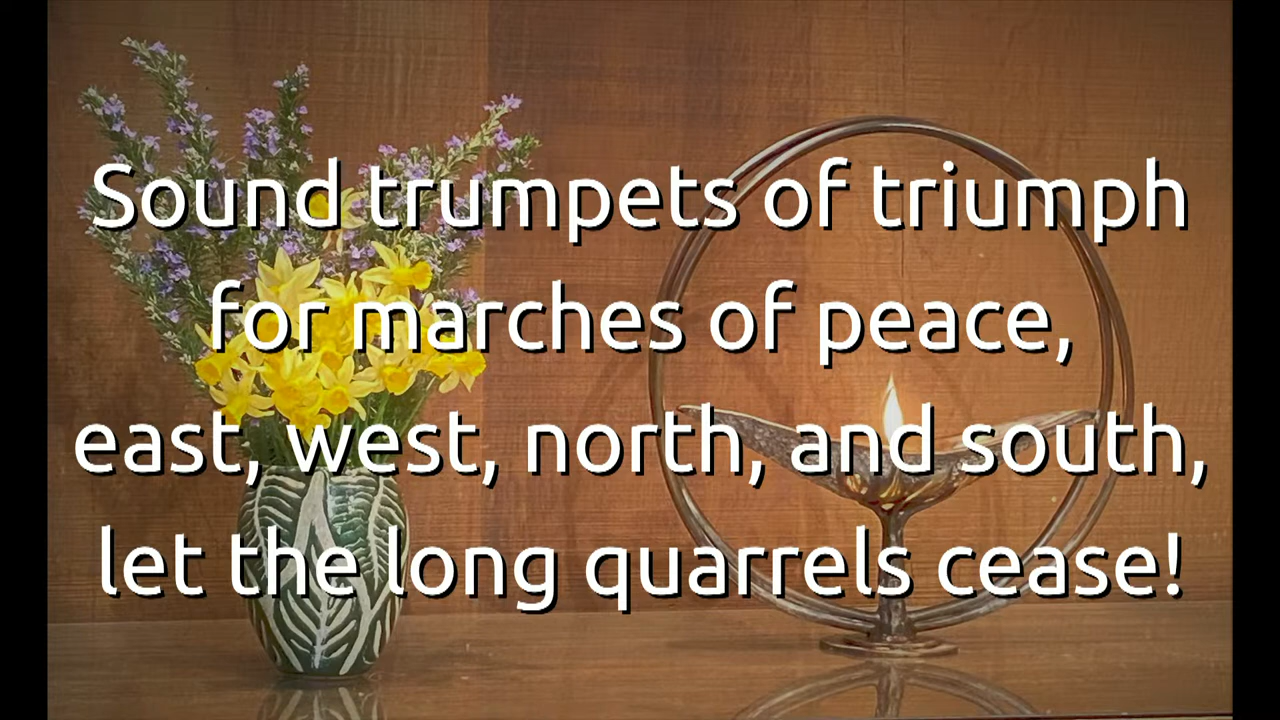 Sound trumpets of triumph
for marches of peace,
east, west, north, and south,
let the long quarrels cease!